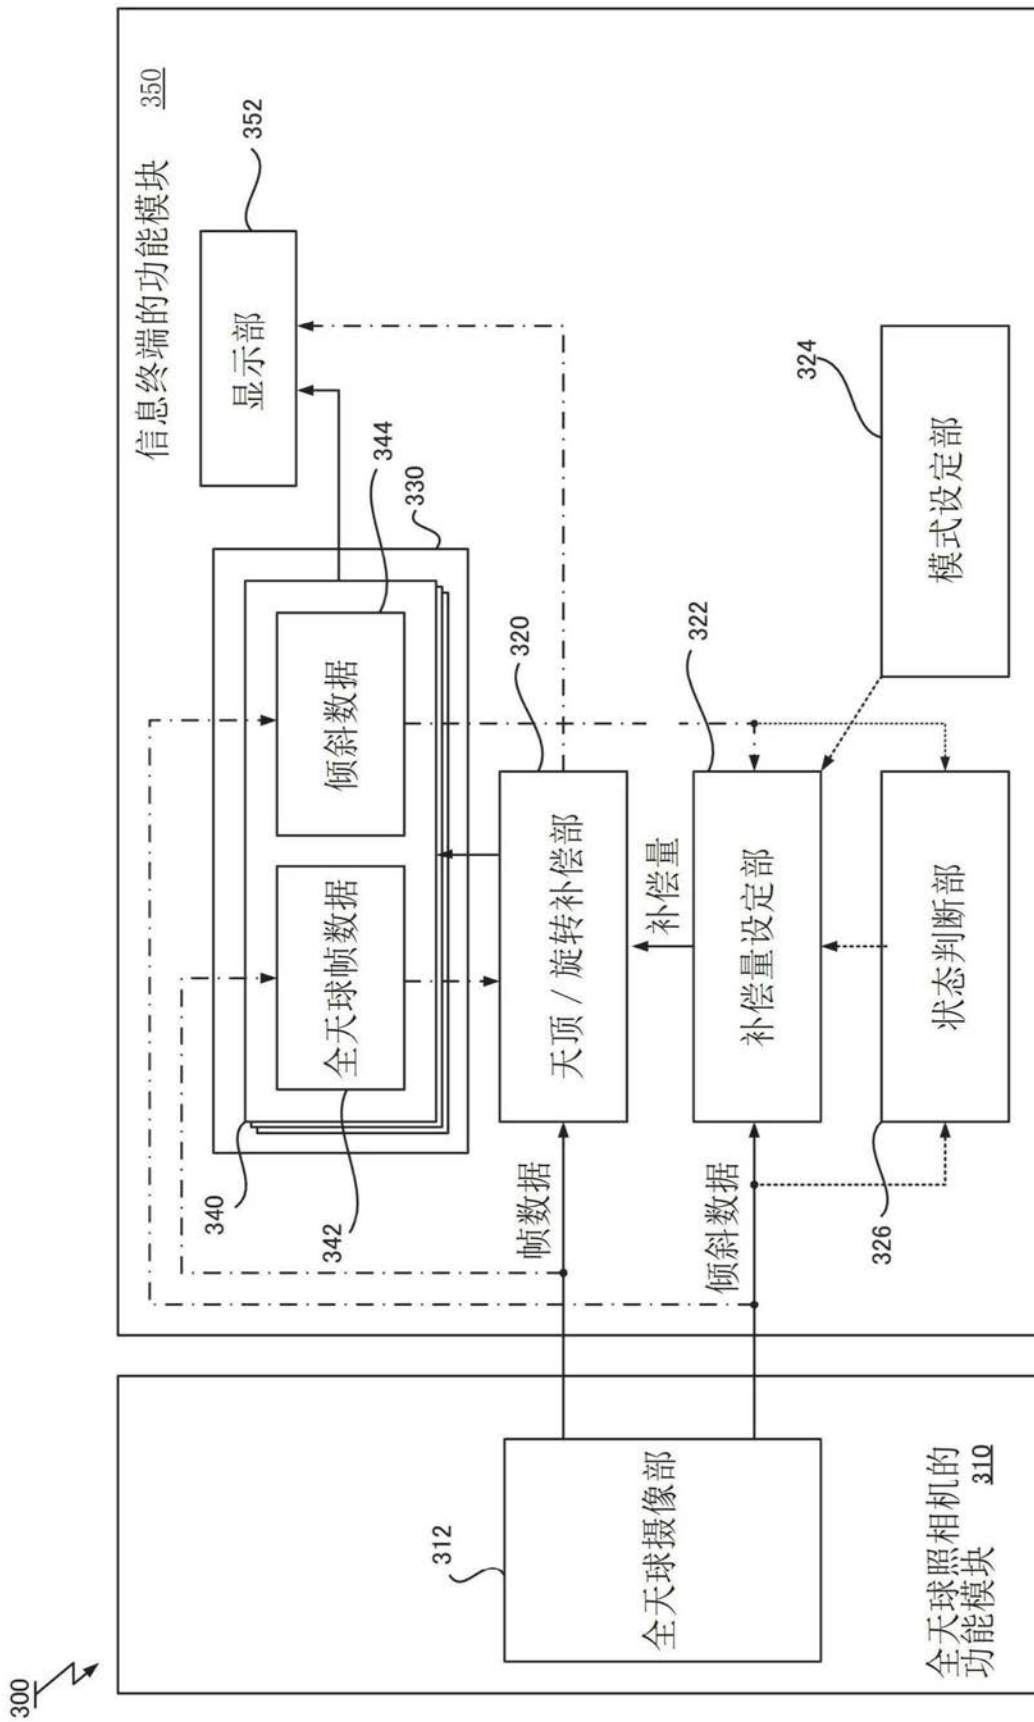 300
全天球照相机的
功能模块
310
全天球摄像部
312
信息终端的功能模块 350
显示部
352
330
340
全天球帧数据
342
倾斜数据
344
帧数据
天顶 / 旋转补偿部
320
补偿量
倾斜数据
补偿量设定部
322
状态判断部
326
模式设定部
324